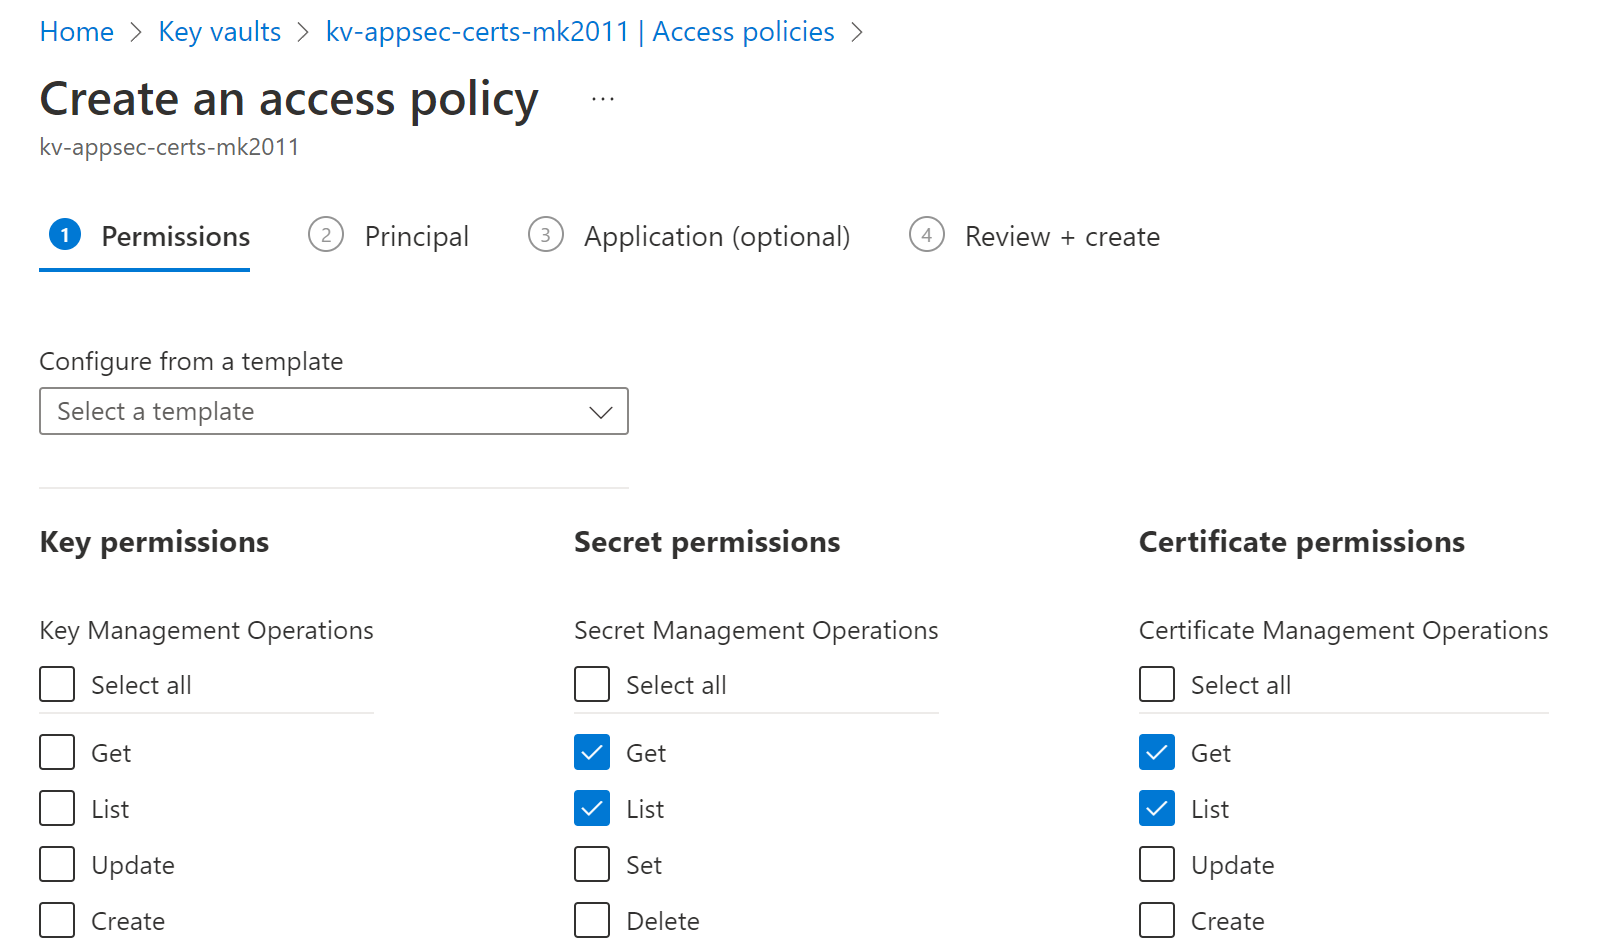 Home > Key vaults > kv-appsec-certs-mk2011 | Access policies >
Create an access policy ...
kv-appsec-certs-mk2011
1 Permissions 2 Principal 3 Application (optional) 4 Review + create
Configure from a template
Select a template
Key permissions Secret permissions Certificate permissions
Key Management Operations Secret Management Operations Certificate Management Operations
Select all Select all Select all
Get Get Get
List List List
Update Set Update
Create Delete Create